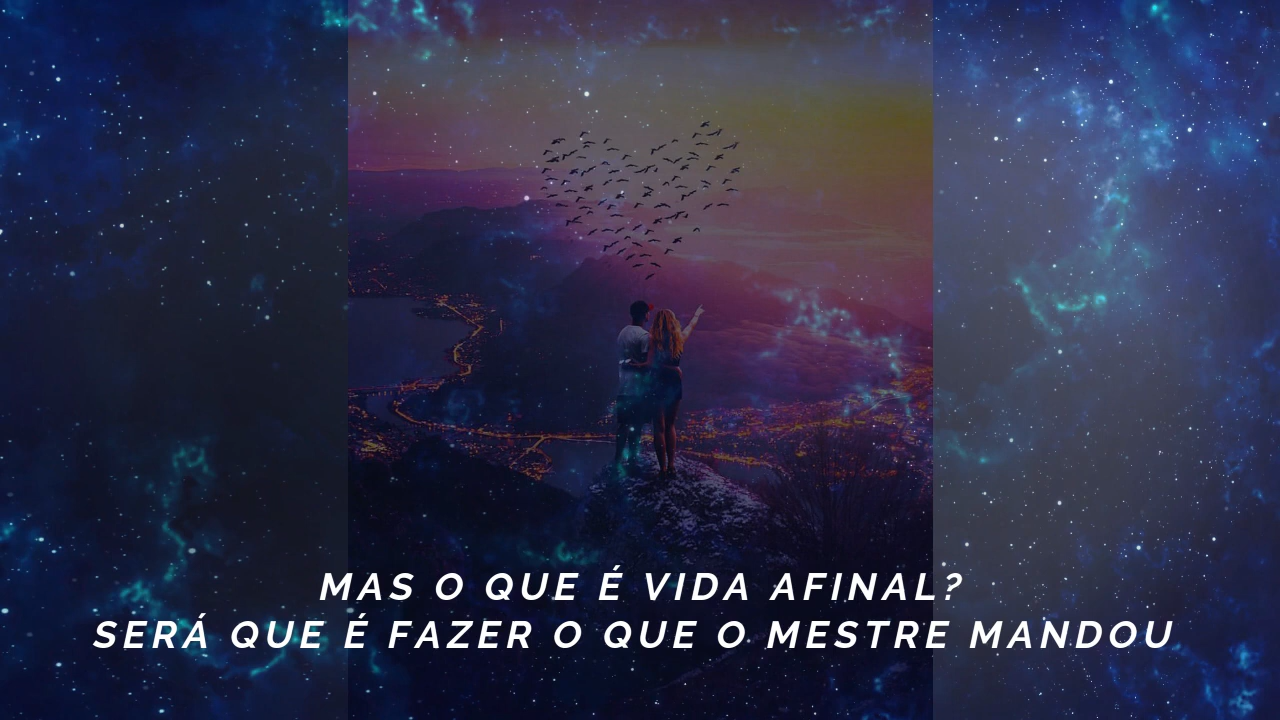 MAS O QUE É VIDA AFINAL?
SERÁ QUE É FAZER O QUE O MESTRE MANDOU